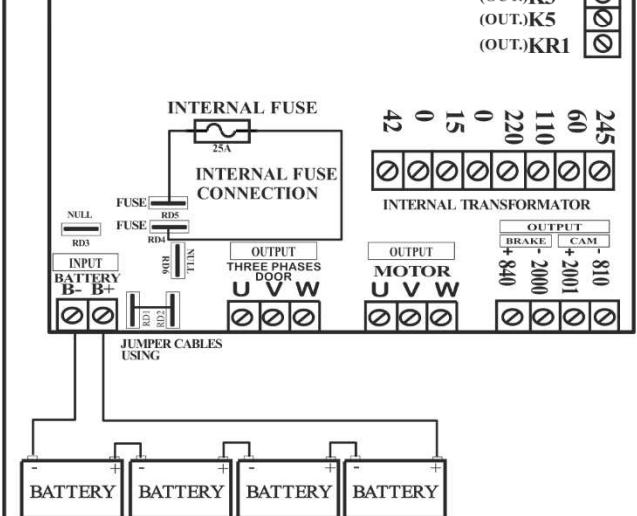 (OUT.)K5
(OUT.)KR1
INTERNAL FUSE
25A
INTERNAL FUSE
CONNECTION
42 0 15 0 220 110 60 245
INTERNAL TRANSFORMATOR
FUSE
RD5
FUSE
RD4
NULL
RD3
NULL
RD6
INPUT
BATTERY
B- B+
OUTPUT
THREE PHASES
DOOR
U V W
OUTPUT
MOTOR
U V W
OUTPUT
BRAKE CAM
+ 840 - 2000 + 2001 - 810
RD1
RD2
JUMPER CABLES
USING
- + - + - + - +
BATTERY BATTERY BATTERY BATTERY